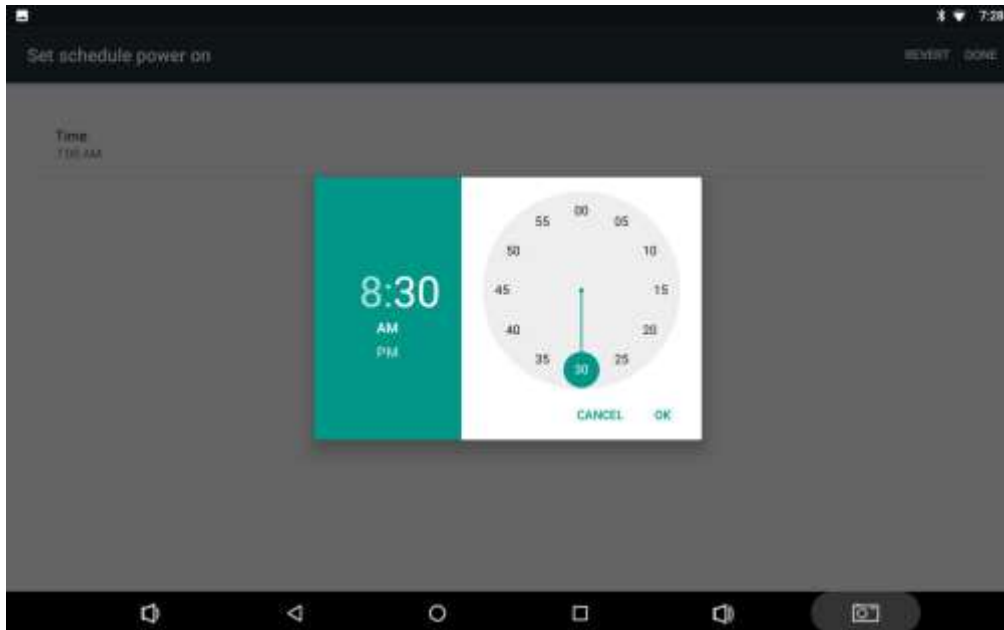 7:28
Set schedule power on
REVERT DONE
Time
7:00 AM
8:30
AM
PM
00
55 05
50 10
45 15
40 20
35 25
30
CANCEL OK